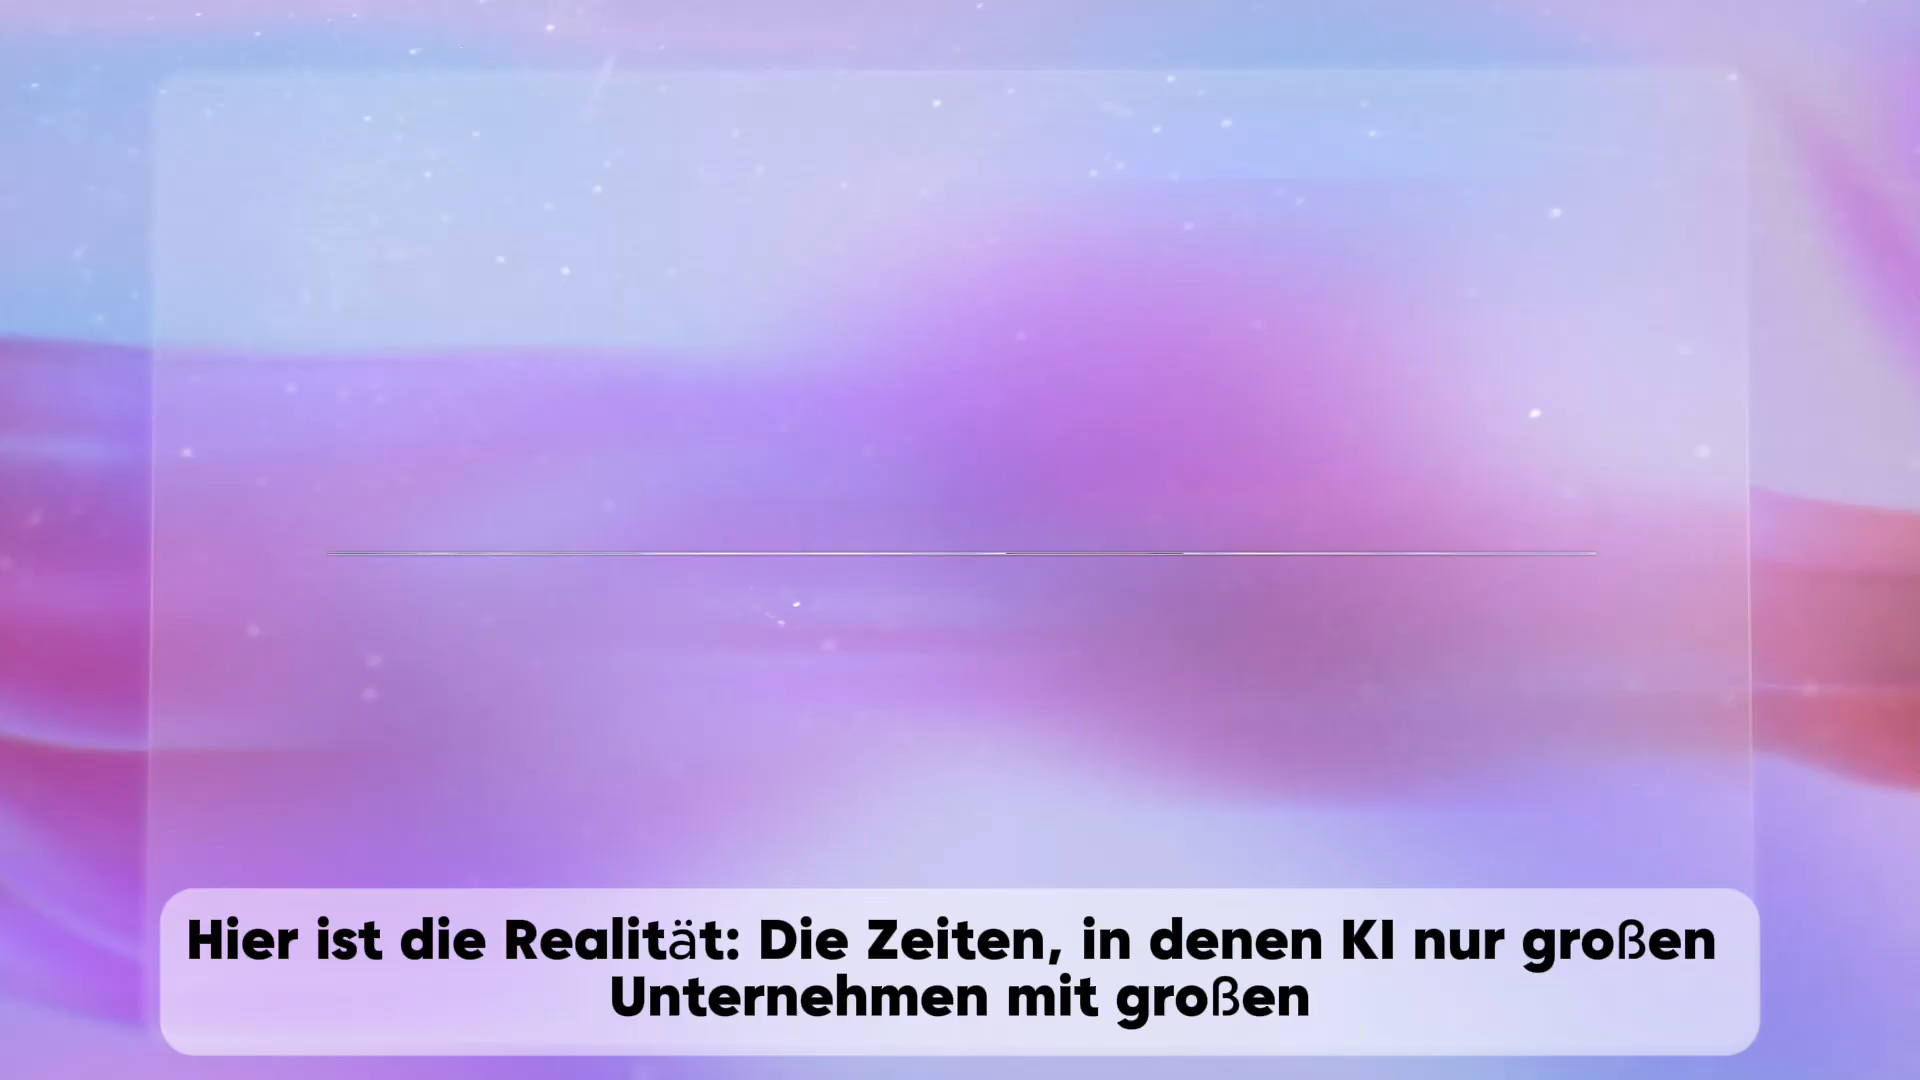 Hier ist die Realität: Die Zeiten, in denen KI nur großen
Unternehmen mit großen